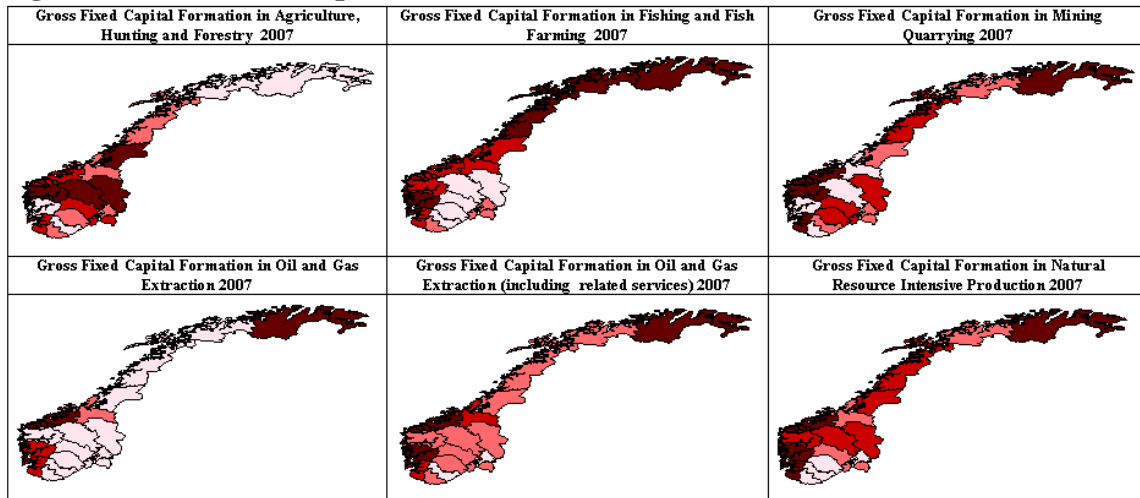 Gross Fixed Capital Formation in Agriculture,
Hunting and Forestry 2007
Gross Fixed Capital Formation in Fishing and Fish
Farming 2007
Gross Fixed Capital Formation in Mining
Quarrying 2007
Gross Fixed Capital Formation in Oil and Gas
Extraction 2007
Gross Fixed Capital Formation in Oil and Gas
Extraction (including related services) 2007
Gross Fixed Capital Formation in Natural
Resource Intensive Production 2007